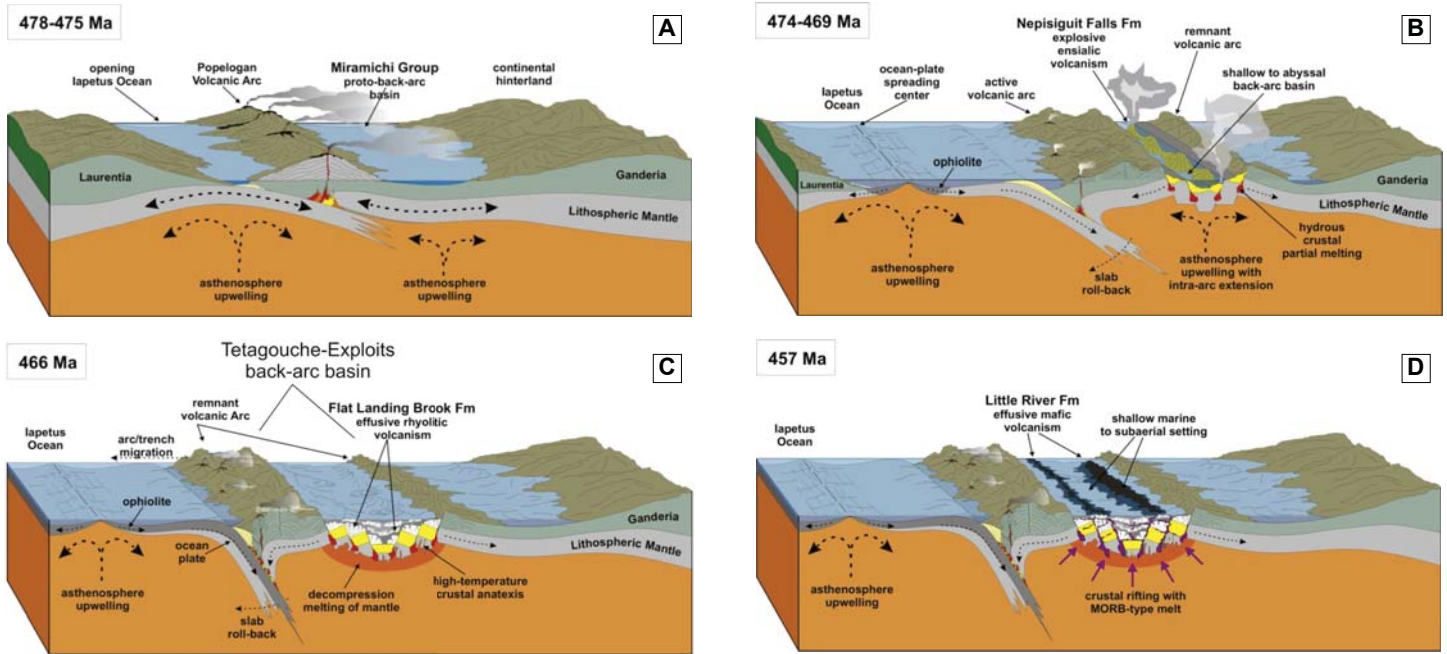 478-475 Ma
A
opening
Iapetus Ocean
Popelogan
Volcanic Arc
Miramichi Group
proto-back-arc
basin
continental
hinterland
Laurentia
Ganderia
Lithospheric Mantle
asthenosphere
upwelling
asthenosphere
upwelling
474-469 Ma
B
Iapetus
Ocean
ocean-plate
spreading
center
active
volcanic arc
Nepisiguit Falls Fm
explosive
ensialic
volcanism
remnant
volcanic arc
shallow to abyssal
back-arc basin
Laurentia
ophiolite
Ganderia
Lithospheric Mantle
asthenosphere
upwelling
slab
roll-back
asthenosphere
upwelling with
intra-arc extension
hydrous
crustal
partial melting
466 Ma
C
Tetagouche-Exploits
back-arc basin
Iapetus
Ocean
arc/trench
migration
remnant
volcanic Arc
Flat Landing Brook Fm
effusive rhyolitic
volcanism
ophiolite
ocean
plate
Ganderia
Lithospheric Mantle
asthenosphere
upwelling
slab
roll-back
decompression
melting of mantle
high-temperature
crustal anatexis
457 Ma
D
Iapetus
Ocean
Little River Fm
effusive mafic
volcanism
shallow marine
to subaerial setting
Ganderia
Lithospheric Mantle
asthenosphere
upwelling
crustal rifting with
MORB-type melt